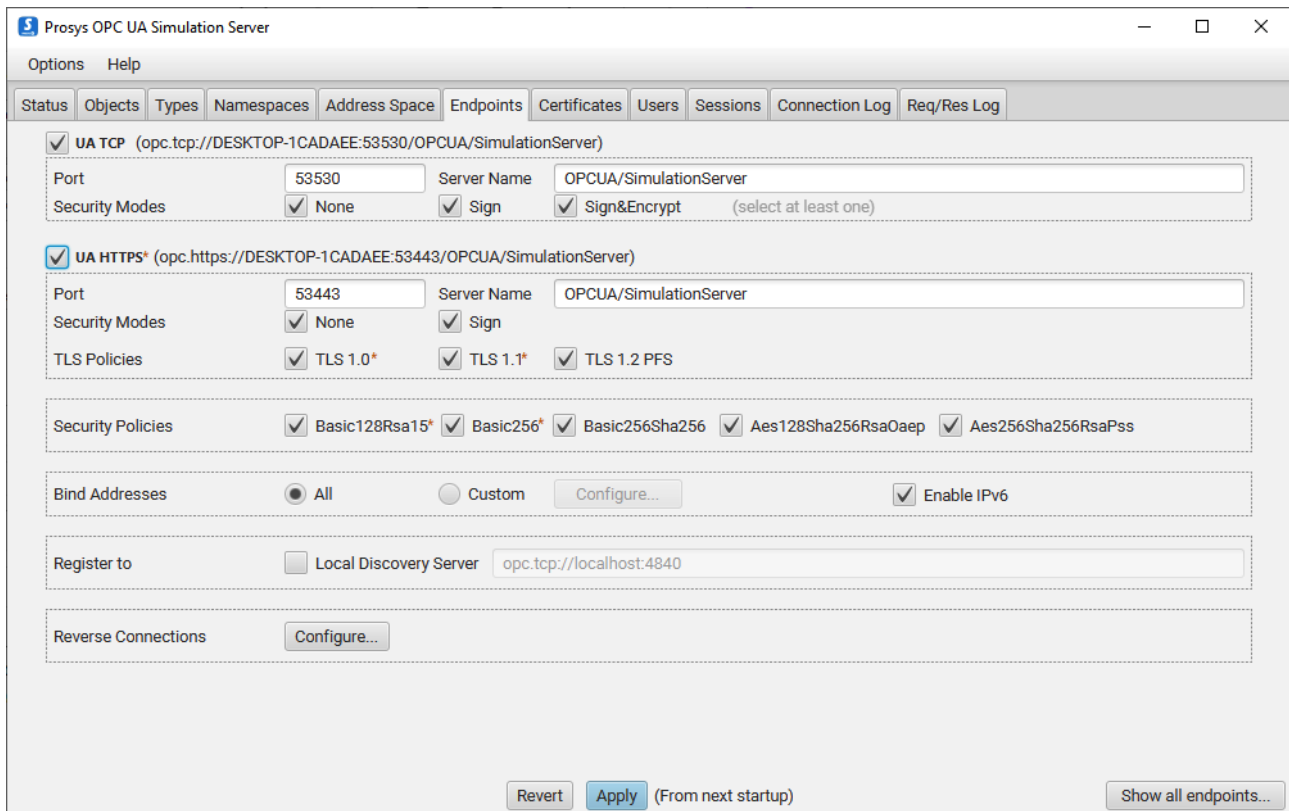 Prosys OPC UA Simulation Server
Options Help
Status Objects Types Namespaces Address Space Endpoints Certificates Users Sessions Connection Log Req/Res Log
UA TCP (opc.tcp://DESKTOP-1CADAEE:53530/OPCUA/SimulationServer)
Port 53530 Server Name OPCUA/SimulationServer
Security Modes None Sign Sign&Encrypt (select at least one)
UA HTTPS* (opc.https://DESKTOP-1CADAEE:53443/OPCUA/SimulationServer)
Port 53443 Server Name OPCUA/SimulationServer
Security Modes None Sign
TLS Policies TLS 1.0* TLS 1.1* TLS 1.2 PFS
Security Policies Basic128Rsa15* Basic256* Basic256Sha256 Aes128Sha256RsaOaep Aes256Sha256RsaPss
Bind Addresses All Custom Configure... Enable IPv6
Register to Local Discovery Server opc.tcp://localhost:4840
Reverse Connections Configure...
Revert Apply (From next startup) Show all endpoints...